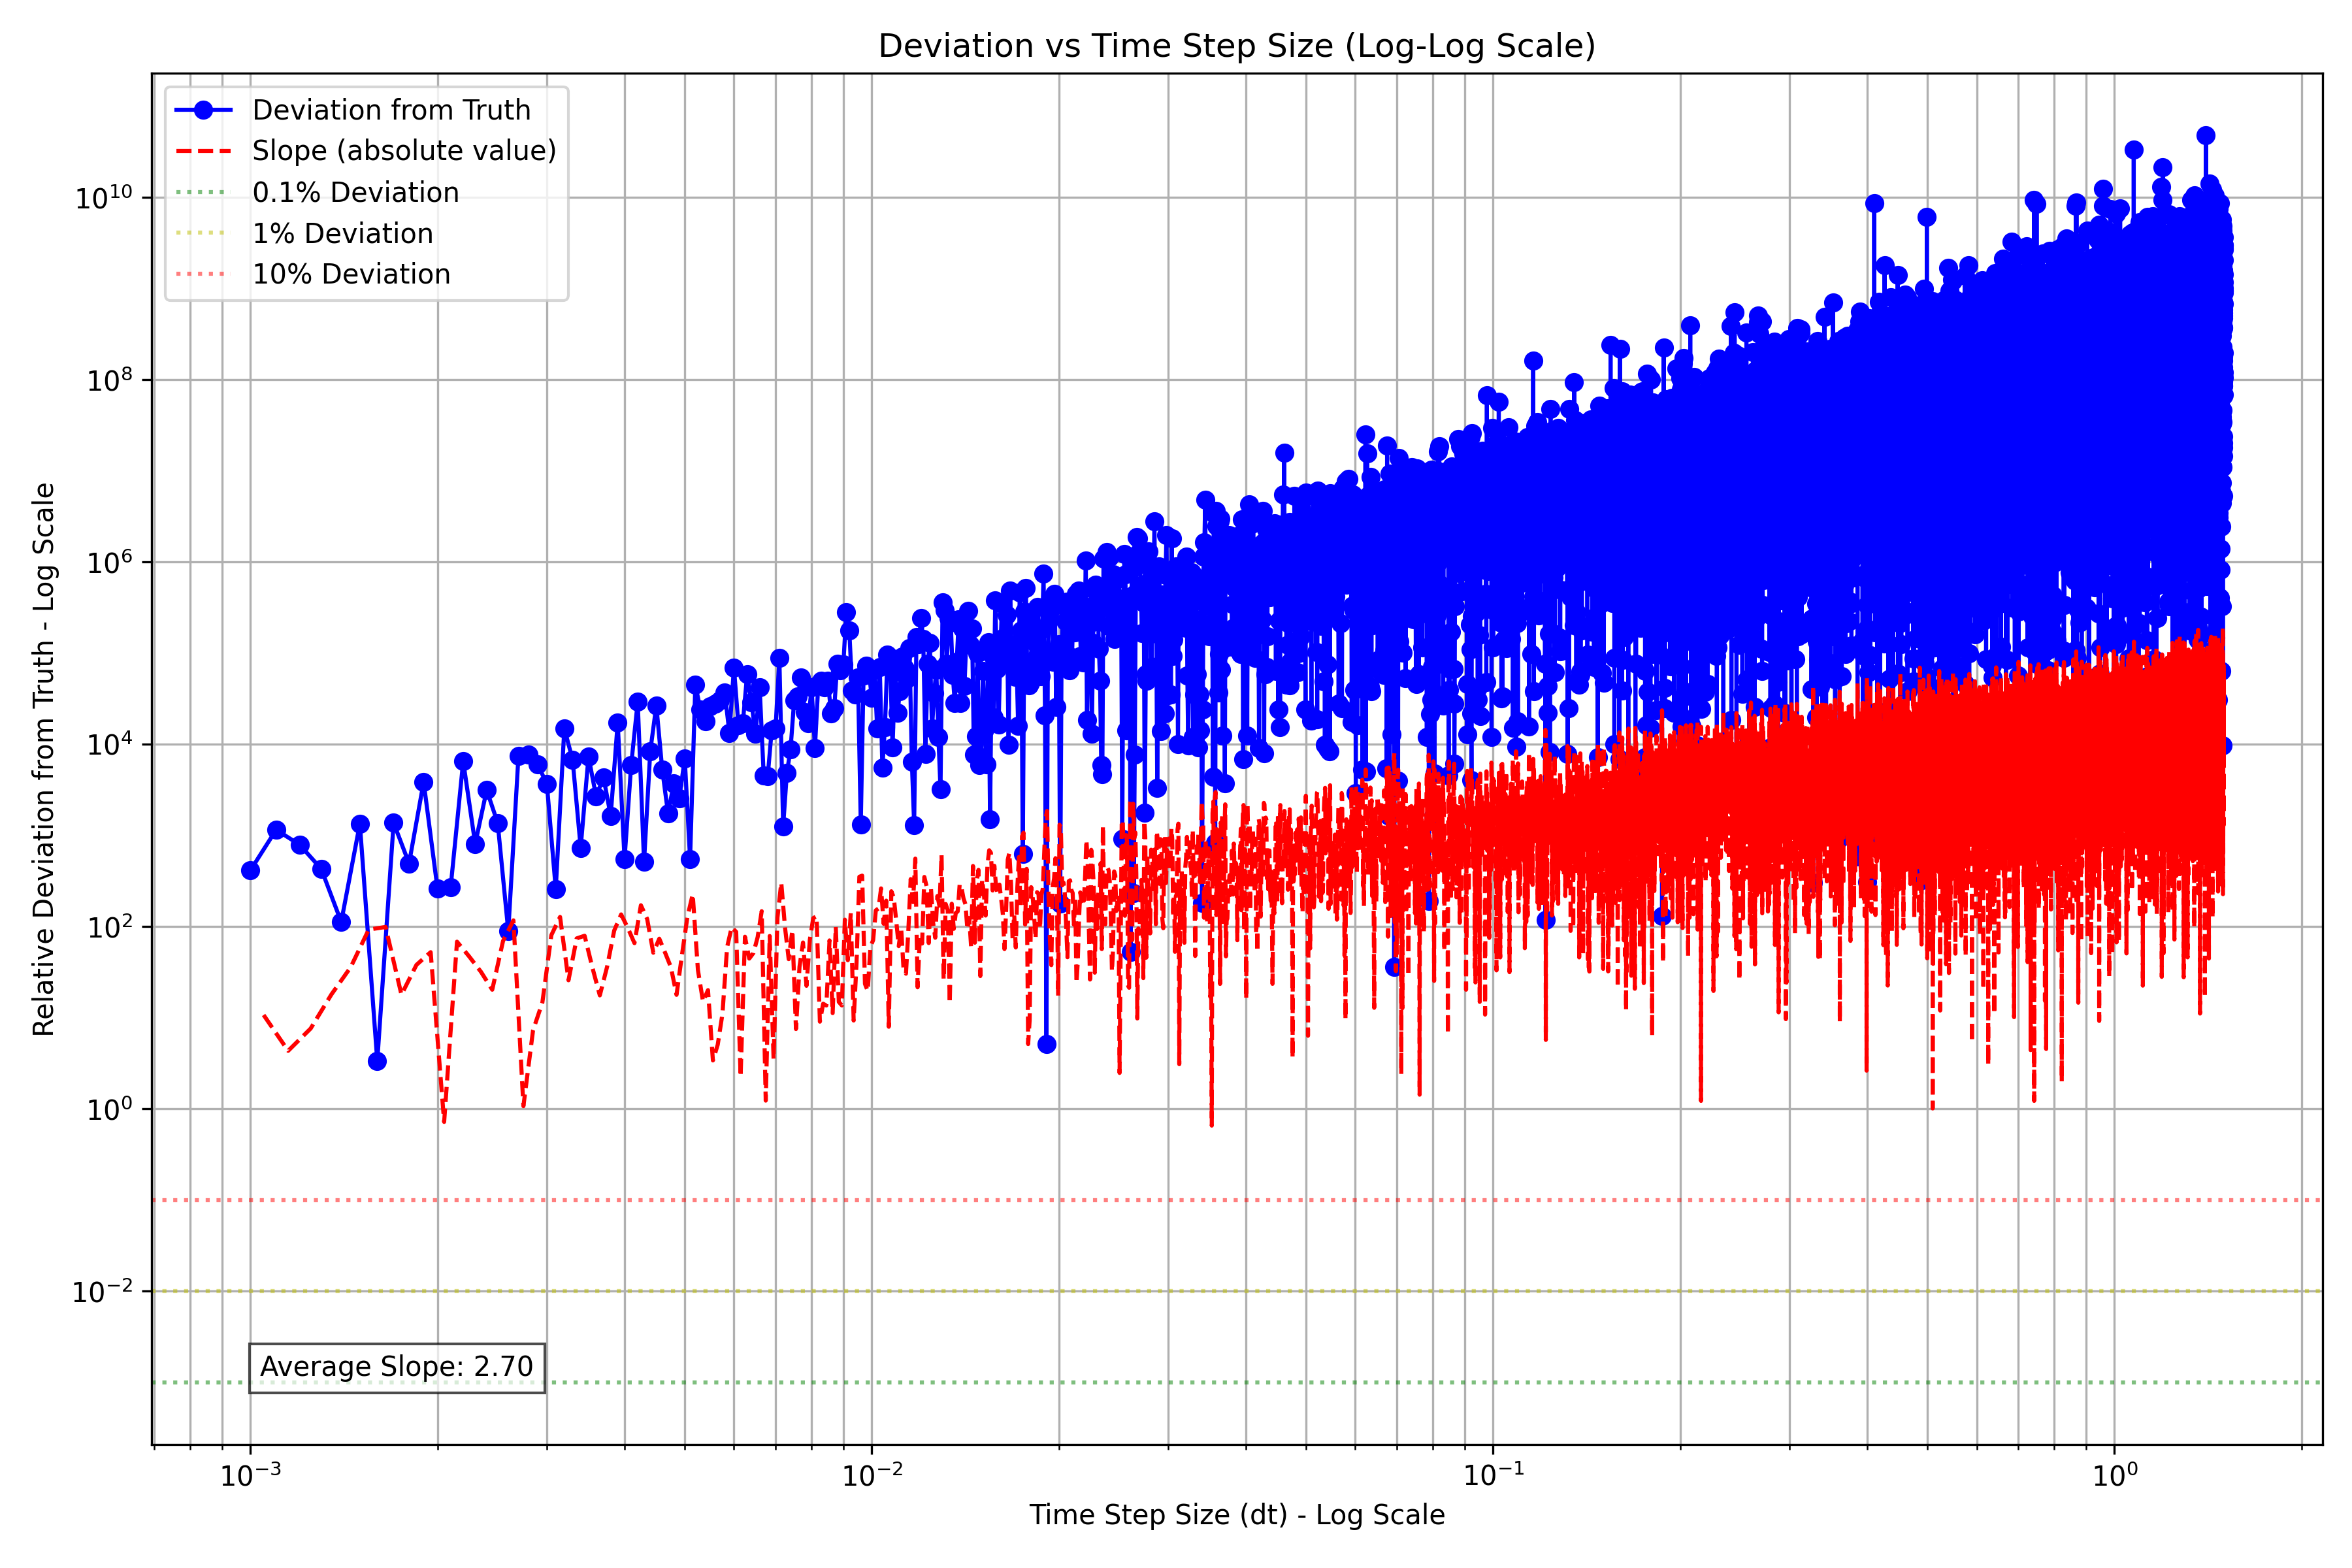 Deviation vs Time Step Size (Log-Log Scale)
Deviation from Truth
Slope (absolute value)
0.1% Deviation
1% Deviation
10% Deviation
Relative Deviation from Truth - Log Scale
10¹⁰
10⁸
10⁶
10⁴
10²
10⁰
10⁻²
Average Slope: 2.70
10⁻³ 10⁻² 10⁻¹ 10⁰
Time Step Size (dt) - Log Scale